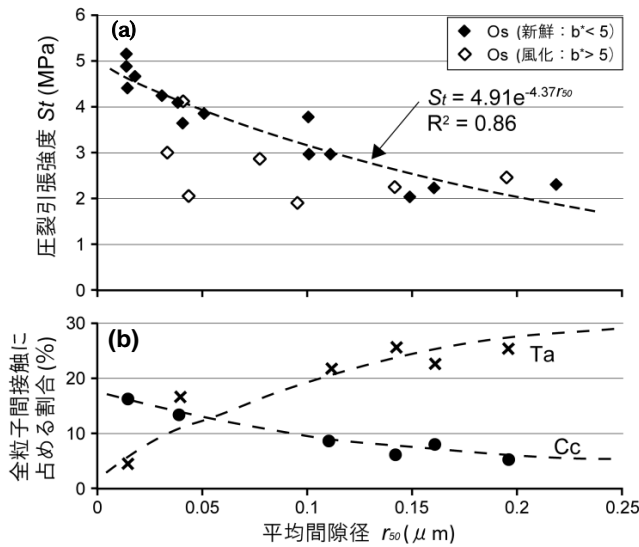 (a)
Os (新鮮：b*< 5)
Os (風化：b*> 5)
St = 4.91e-4.37r50
R2 = 0.86
圧裂引張強度 St (MPa)
6
5
4
3
2
1
0
(b)
Ta
Cc
全粒子間接触に
占める割合(%)
30
20
10
0
0
0.05
0.1
0.15
0.2
0.25
平均間隙径 r50 (μm)